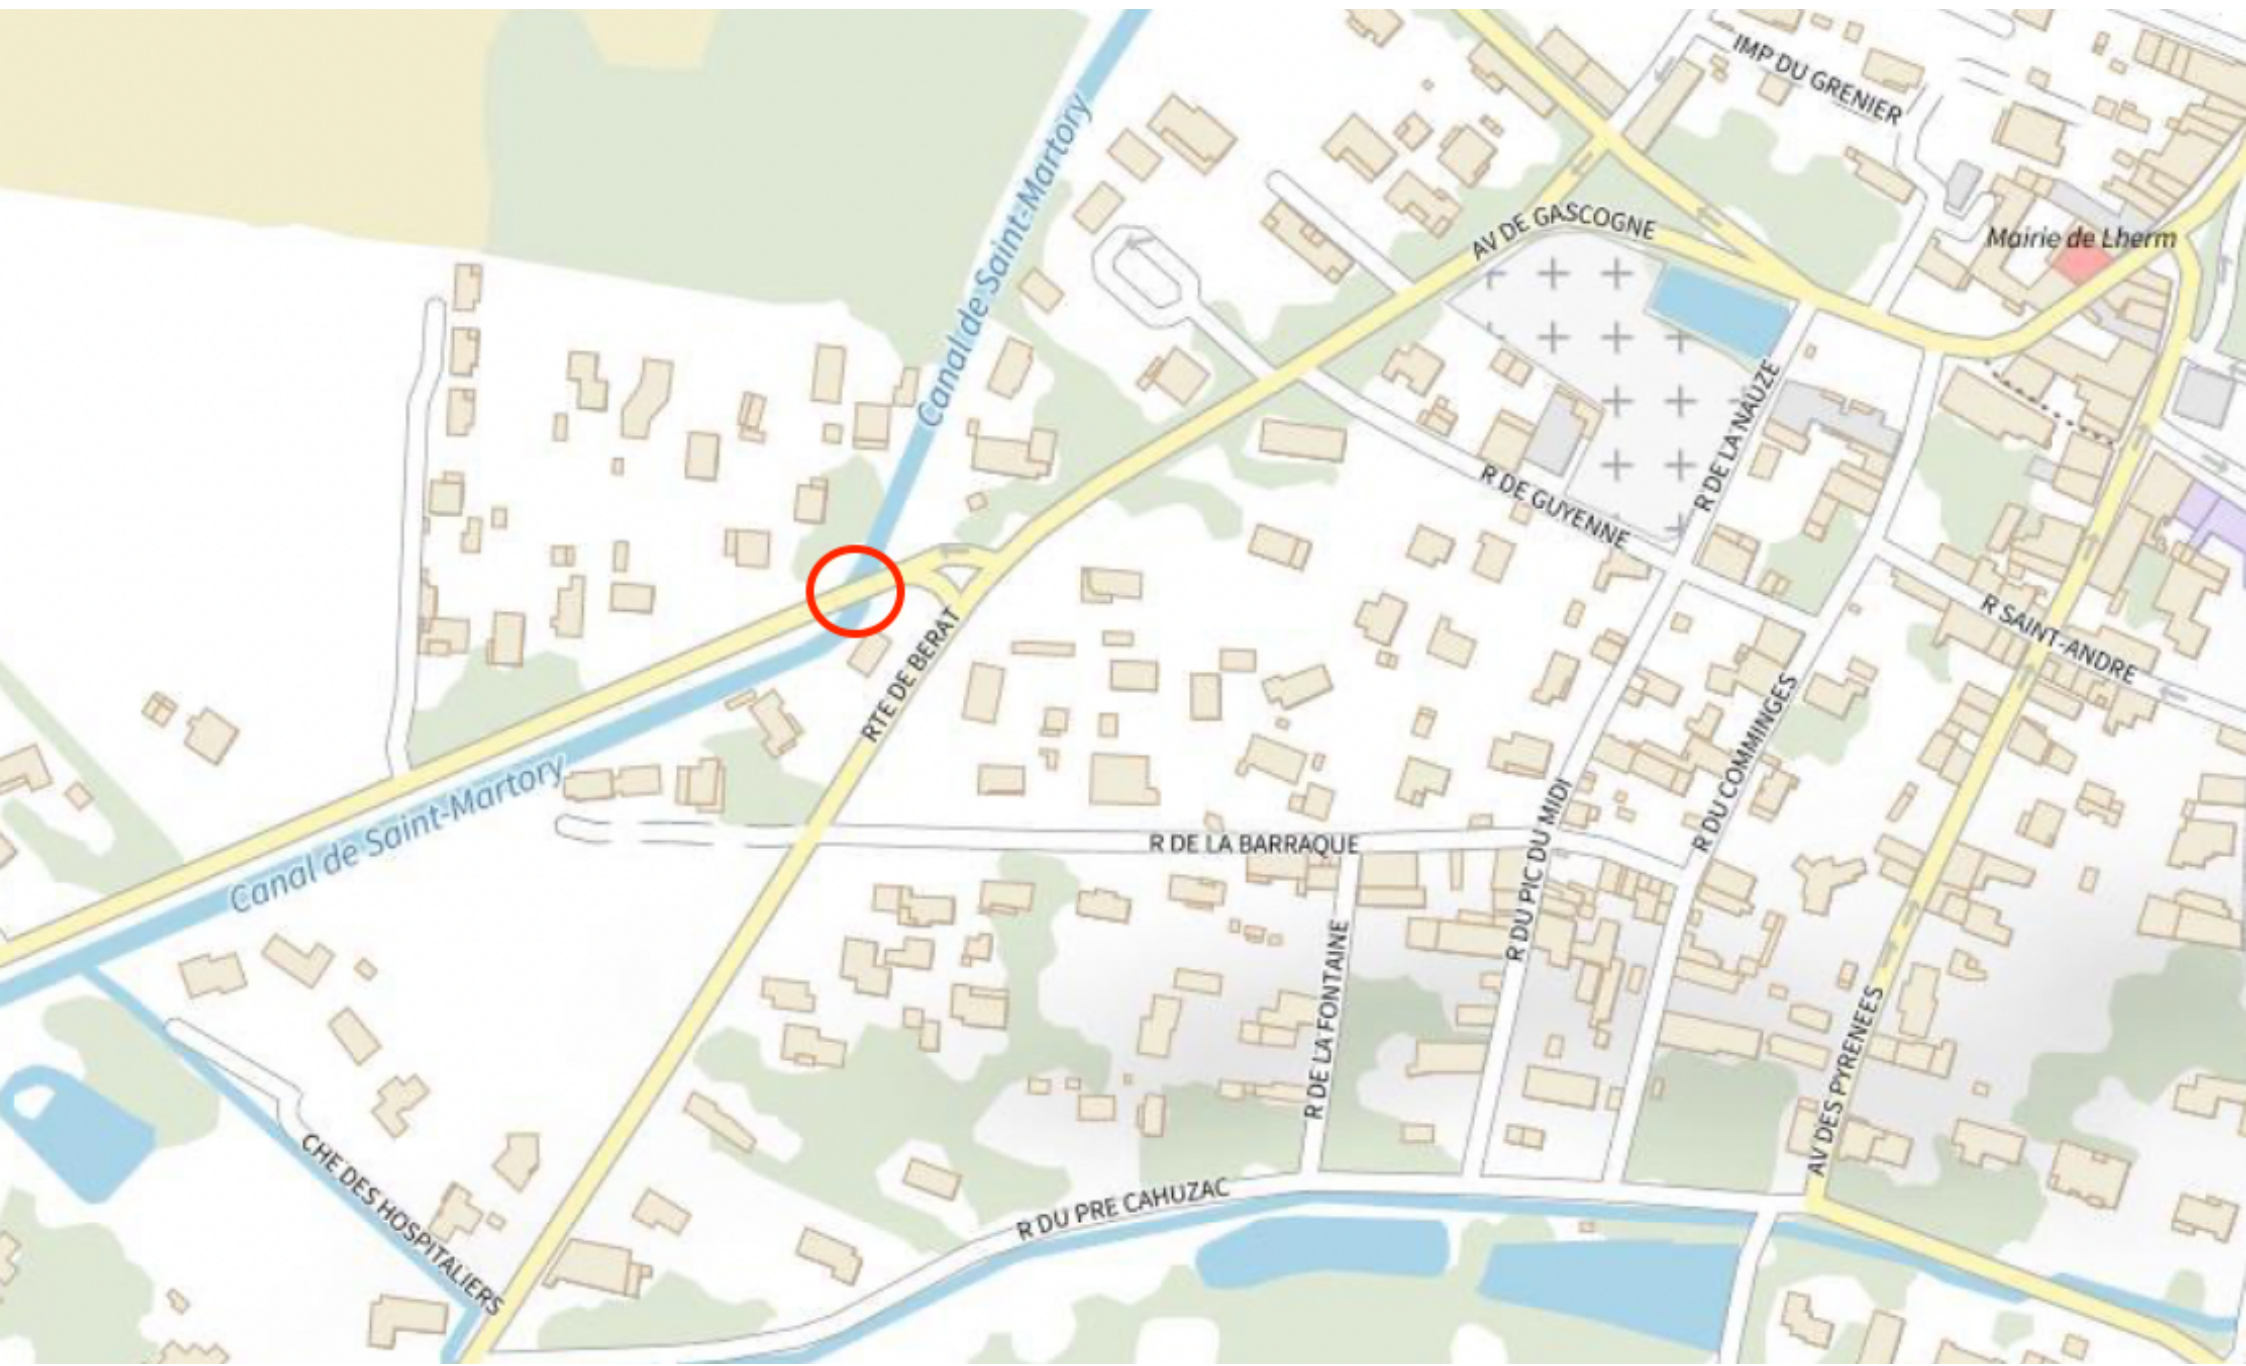 IMP DU GRENIER
Canal de Saint-Martory
AV DE GASCOGNE
Mairie de Lherm
R DE LA NAUZE
R DE GUYENNE
R SAINT-ANDRE
RTE DE BERAT
R DU COMMINGES
Canal de Saint-Martory
R DE LA BARRAQUE
R DU PIC DU MIDI
R DE LA FONTAINE
AV DES PYRENEES
CHE DES HOSPITALIERS
R DU PRE CAHUZAC